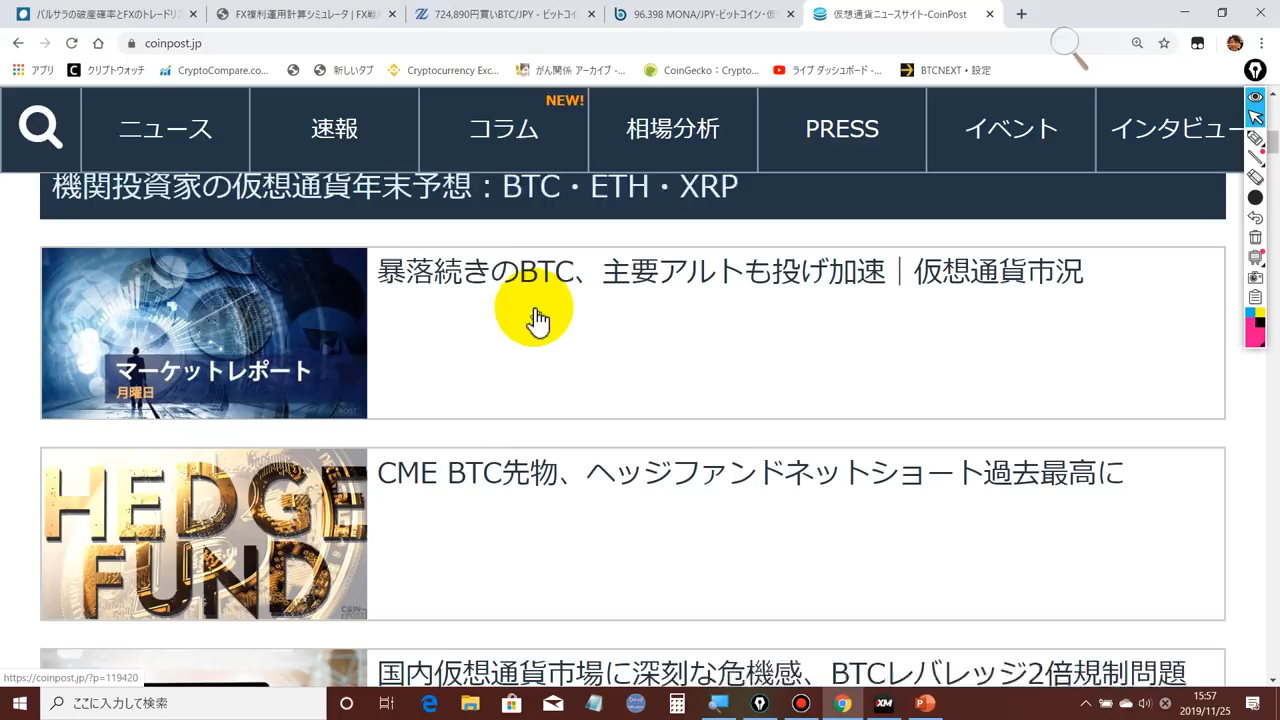 バルサラの破産確率とFXのトレードリス
FX複利運用計算シミュレータ | FX戦
724,890円買いBTC/JPY - ビットコイ
96.398 MONA/JPY-ビットコイン・仮
仮想通貨ニュースサイト-CoinPost
coinpost.jp
アプリ
クリプトウォッチ
CryptoCompare.co...
新しいタブ
Cryptocurrency Exc...
がん関係 アーカイブ -...
CoinGecko：Crypto...
ライブ ダッシュボード -...
BTCNEXT・設定
ニュース
速報
NEW!
コラム
相場分析
PRESS
イベント
インタビュー
機関投資家の仮想通貨年末予想：BTC・ETH・XRP
暴落続きのBTC、主要アルトも投げ加速｜仮想通貨市況
マーケットレポート
月曜日
CME BTC先物、ヘッジファンドネットショート過去最高に
HEDGE
FUND
国内仮想通貨市場に深刻な危機感、BTCレバレッジ2倍規制問題
https://coinpost.jp/?p=119420
ここに入力して検索
XM
15:57
2019/11/25